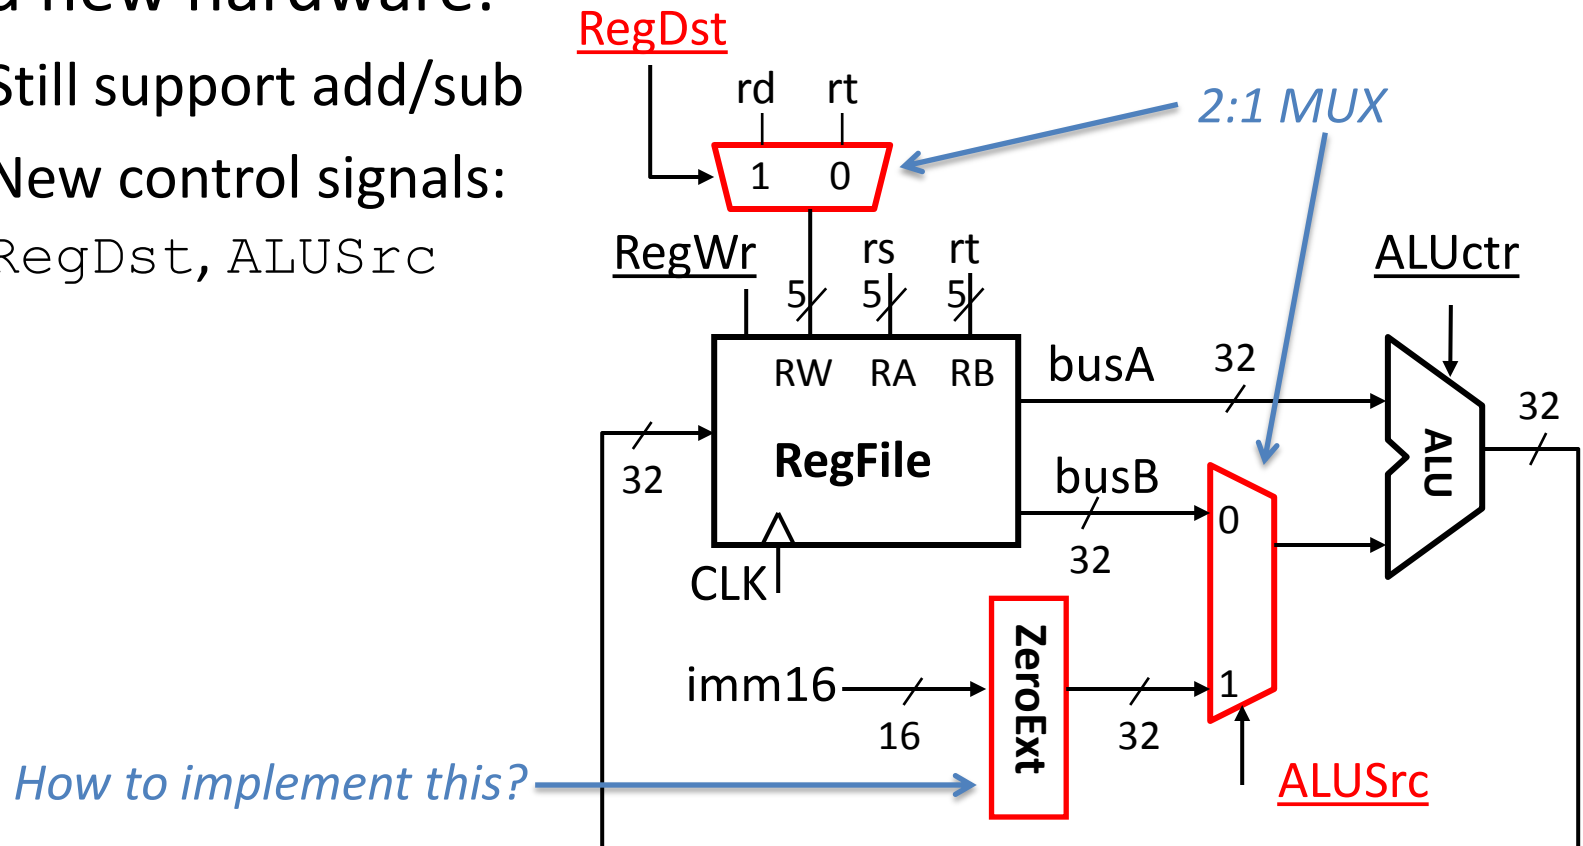 a new hardware?
Still support add/sub
New control signals:
RegDst, ALUSrc
RegDst
rd rt
1 0
2:1 MUX
RegWr
rs rt
5 5 5
ALUctr
RW RA RB
RegFile
CLK
32
busA 32
busB
32
0
1
ALU
32
imm16
16
ZeroExt
32
ALUSrc
How to implement this?